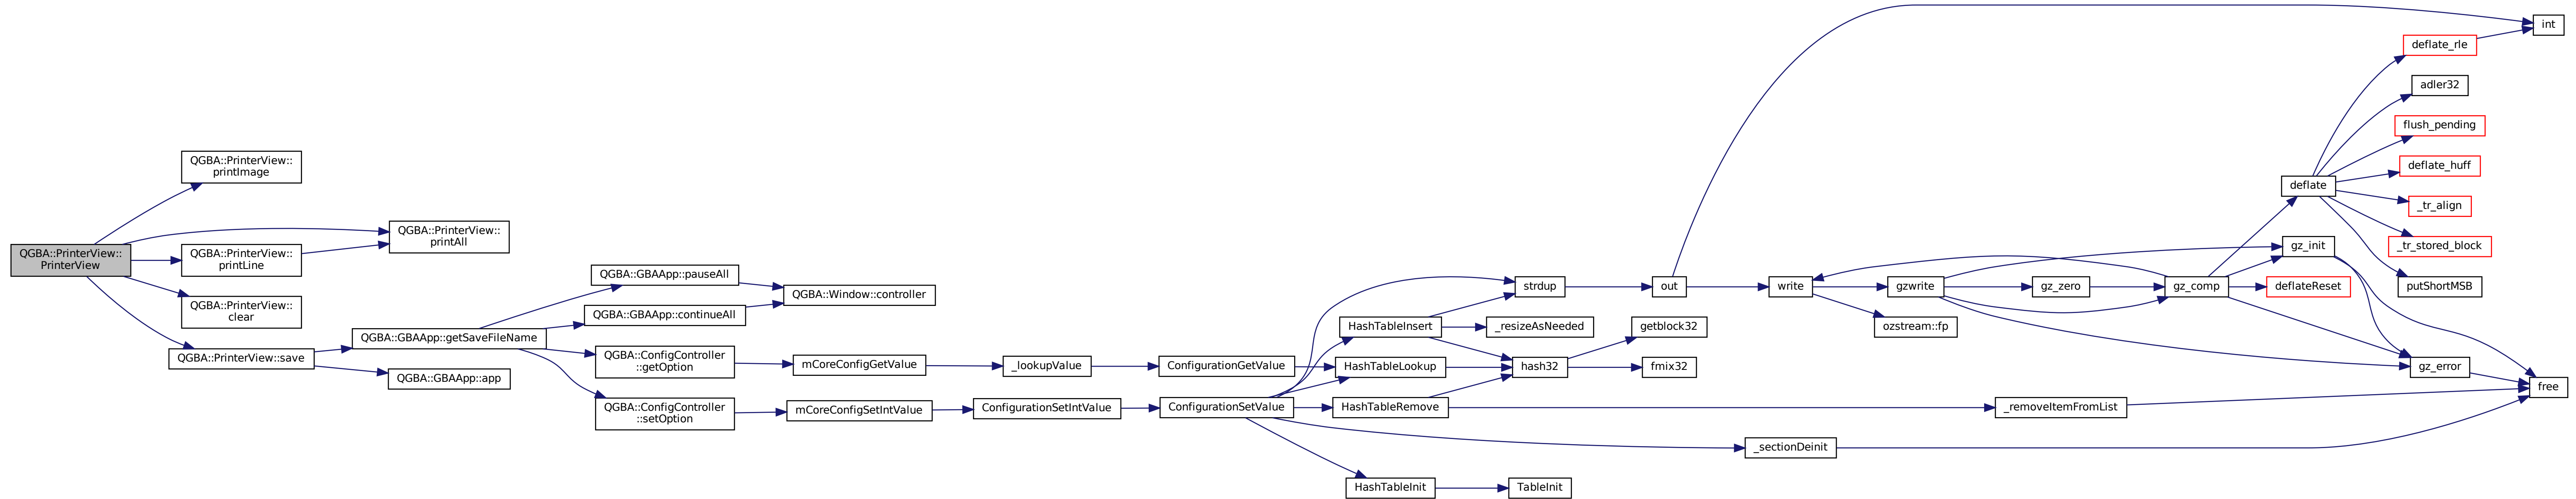 QGBA::PrinterView::
PrinterView
QGBA::PrinterView::
printImage
QGBA::PrinterView::
printAll
QGBA::PrinterView::
printLine
QGBA::PrinterView::
clear
QGBA::PrinterView::save
QGBA::GBAApp::getSaveFileName
QGBA::GBAApp::app
QGBA::GBAApp::pauseAll
QGBA::GBAApp::continueAll
QGBA::Window::controller
QGBA::ConfigController
::getOption
QGBA::ConfigController
::setOption
mCoreConfigGetValue
mCoreConfigSetIntValue
_lookupValue
ConfigurationSetIntValue
ConfigurationGetValue
ConfigurationSetValue
strdup
HashTableInsert
HashTableLookup
HashTableRemove
HashTableInit
_resizeAsNeeded
hash32
TableInit
getblock32
fmix32
out
write
gzwrite
ozstream::fp
_sectionDeinit
gz_zero
_removeItemFromList
gz_comp
deflate
gz_init
deflateReset
deflate_rle
adler32
flush_pending
deflate_huff
_tr_align
_tr_stored_block
putShortMSB
gz_error
int
free